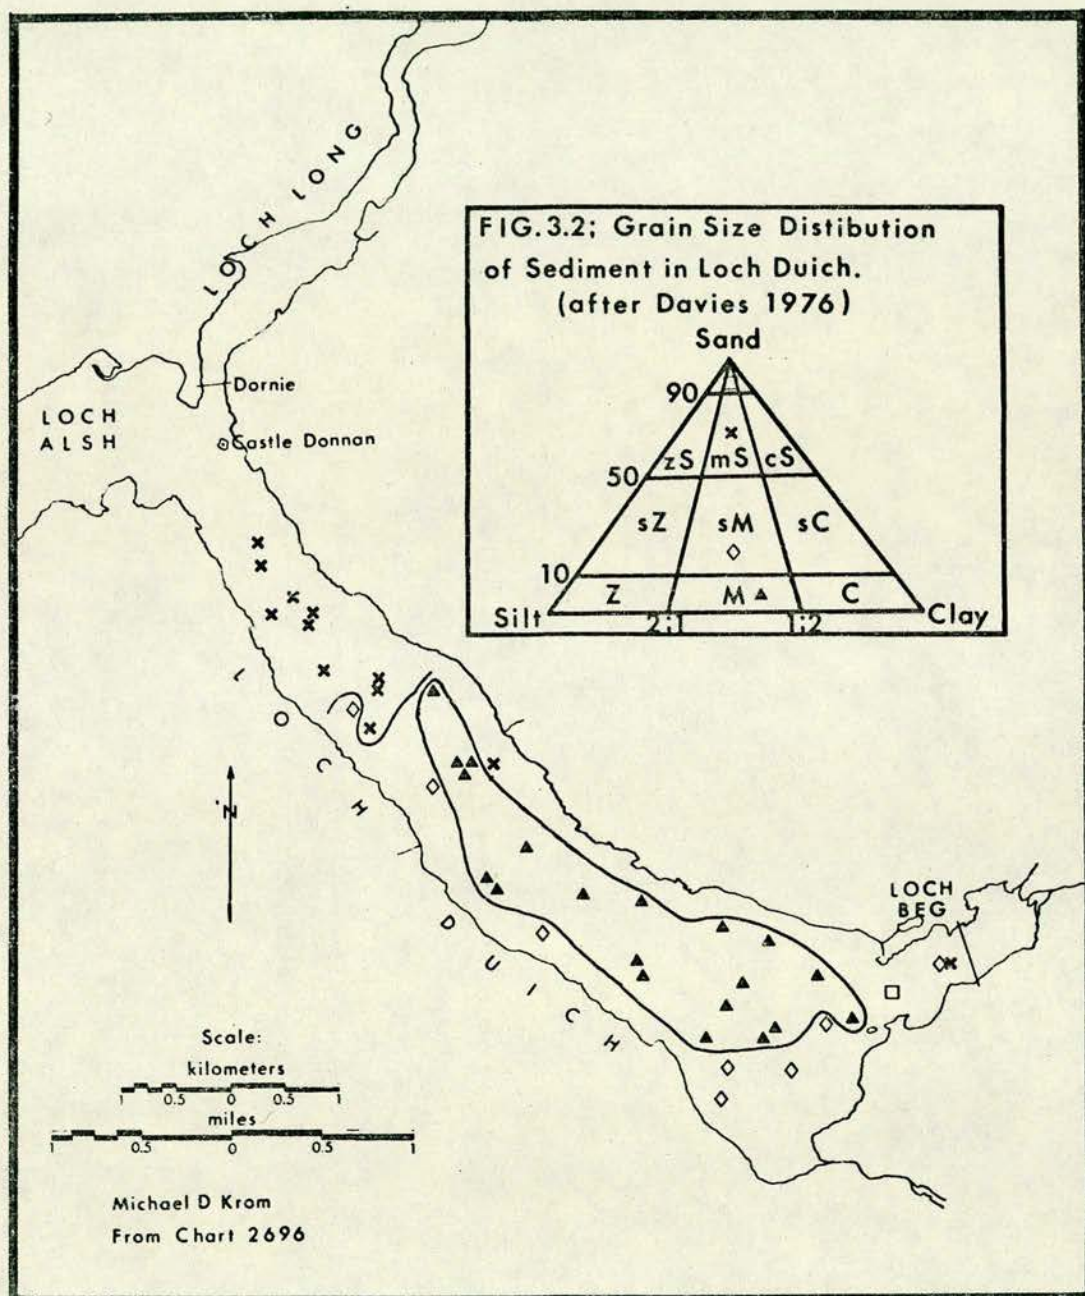 LOCH LONG
FIG.3.2; Grain Size Distibution
of Sediment in Loch Duich.
(after Davies 1976)
Sand
90
zS mS cS
50
sZ sM sC
10
Z M C
Silt 2:1 1:2 Clay
Dornie
LOCH
ALSH
Castle Donnan
LOCH DUICH
N
LOCH
BEG
Scale:
kilometers
1 0.5 0 0.5 1
miles
1 0.5 0 0.5 1
Michael D Krom
From Chart 2696